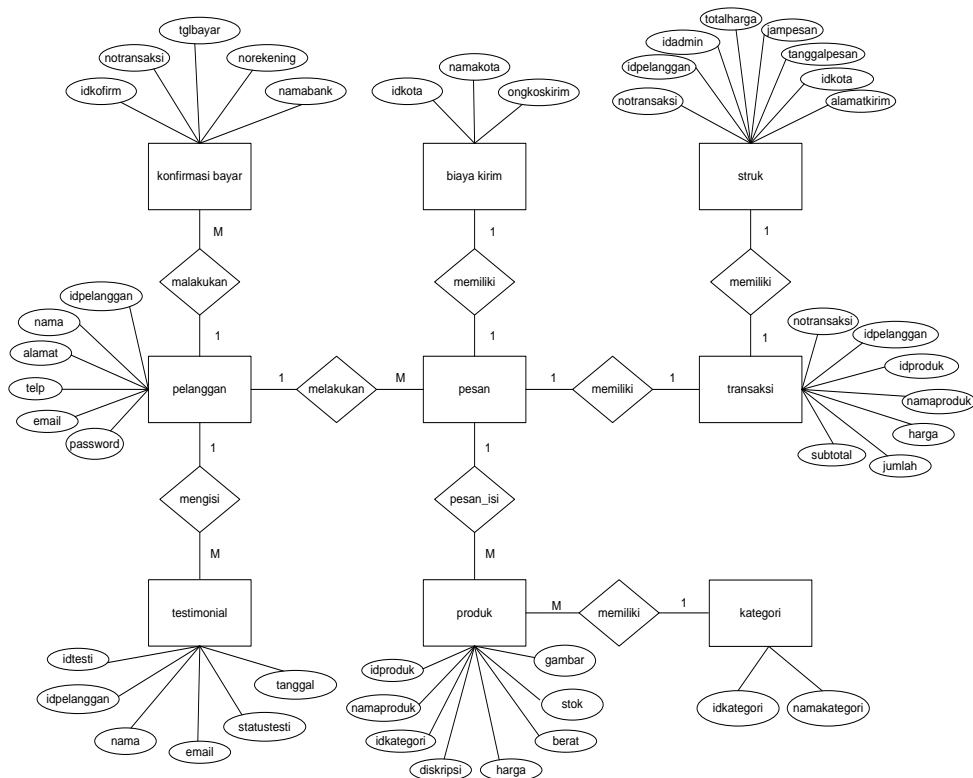 tglbayar
notransaksi
norekening
idkofirm
namabank
konfirmasi bayar
namakota
idkota
ongkoskirim
biaya kirim
totalharga
jampesan
idadmin
tanggalpesan
idpelanggan
idkota
notransaksi
alamatkirim
struk
M
malakukan
1
1
memiliki
1
1
memiliki
1
idpelanggan
nama
alamat
telp
email
password
pelanggan
1
melakukan
M
pesan
1
memiliki
1
transaksi
notransaksi
idpelanggan
idproduk
namaproduk
harga
jumlah
subtotal
1
mengisi
M
1
pesan_isi
M
testimonial
idtesti
idpelanggan
nama
email
statustesti
tanggal
produk
M
memiliki
1
kategori
idproduk
namaproduk
idkategori
diskripsi
harga
berat
stok
gambar
idkategori
namakategori